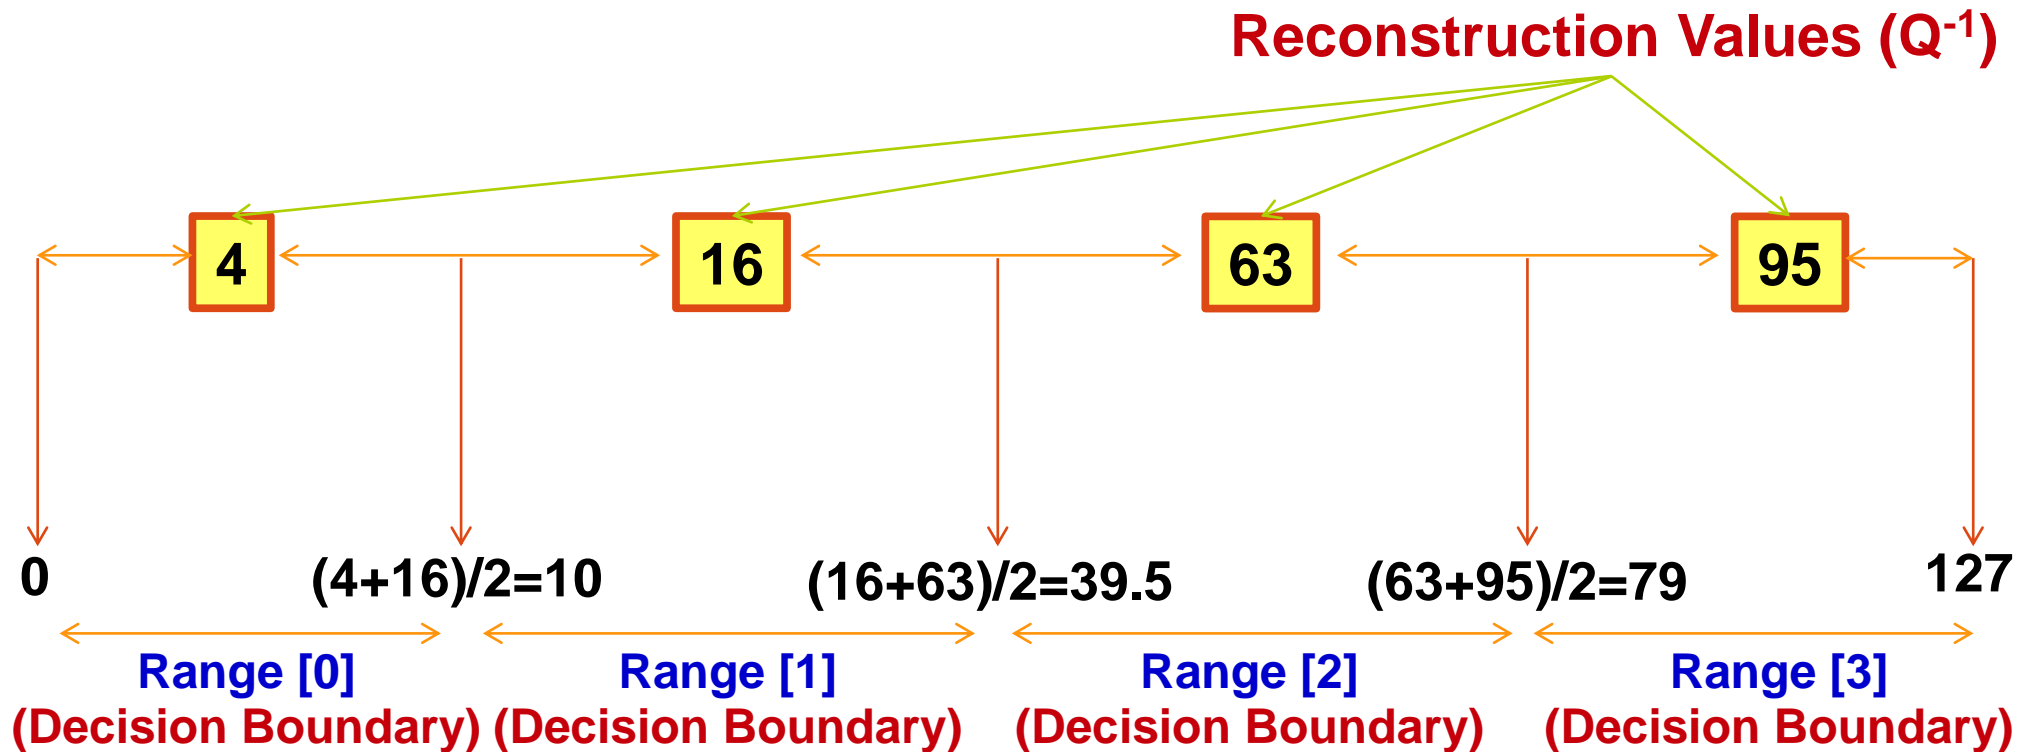 Reconstruction Values (Q-1)
4 16 63 95
0 (4+16)/2=10 (16+63)/2=39.5 (63+95)/2=79 127
Range [0] Range [1] Range [2] Range [3]
(Decision Boundary) (Decision Boundary) (Decision Boundary) (Decision Boundary)